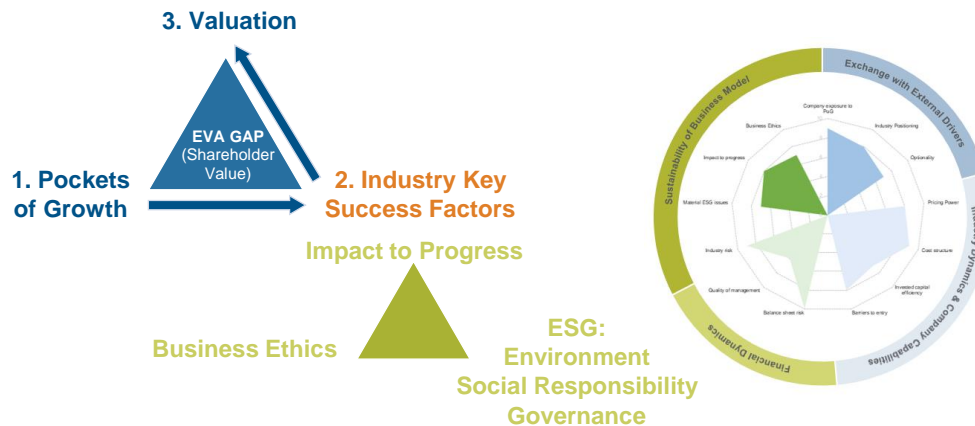 3. Valuation
EVA GAP
(Shareholder
Value)
1. Pockets
of Growth
2. Industry Key
Success Factors
Impact to Progress
Business Ethics
ESG:
Environment
Social Responsibility
Governance
Sustainability of Business Model
Exchange with External Drivers
Dynamics & Company Capabilities
Financial Dynamics
Company exposure to
PoG
Industry Positioning
Optionality
Pricing Power
Cost structure
Invested capital
efficiency
Barriers to entry
Balance sheet risk
Quality of management
Industry risk
Material ESG issues
Impact to progress
Business Ethics